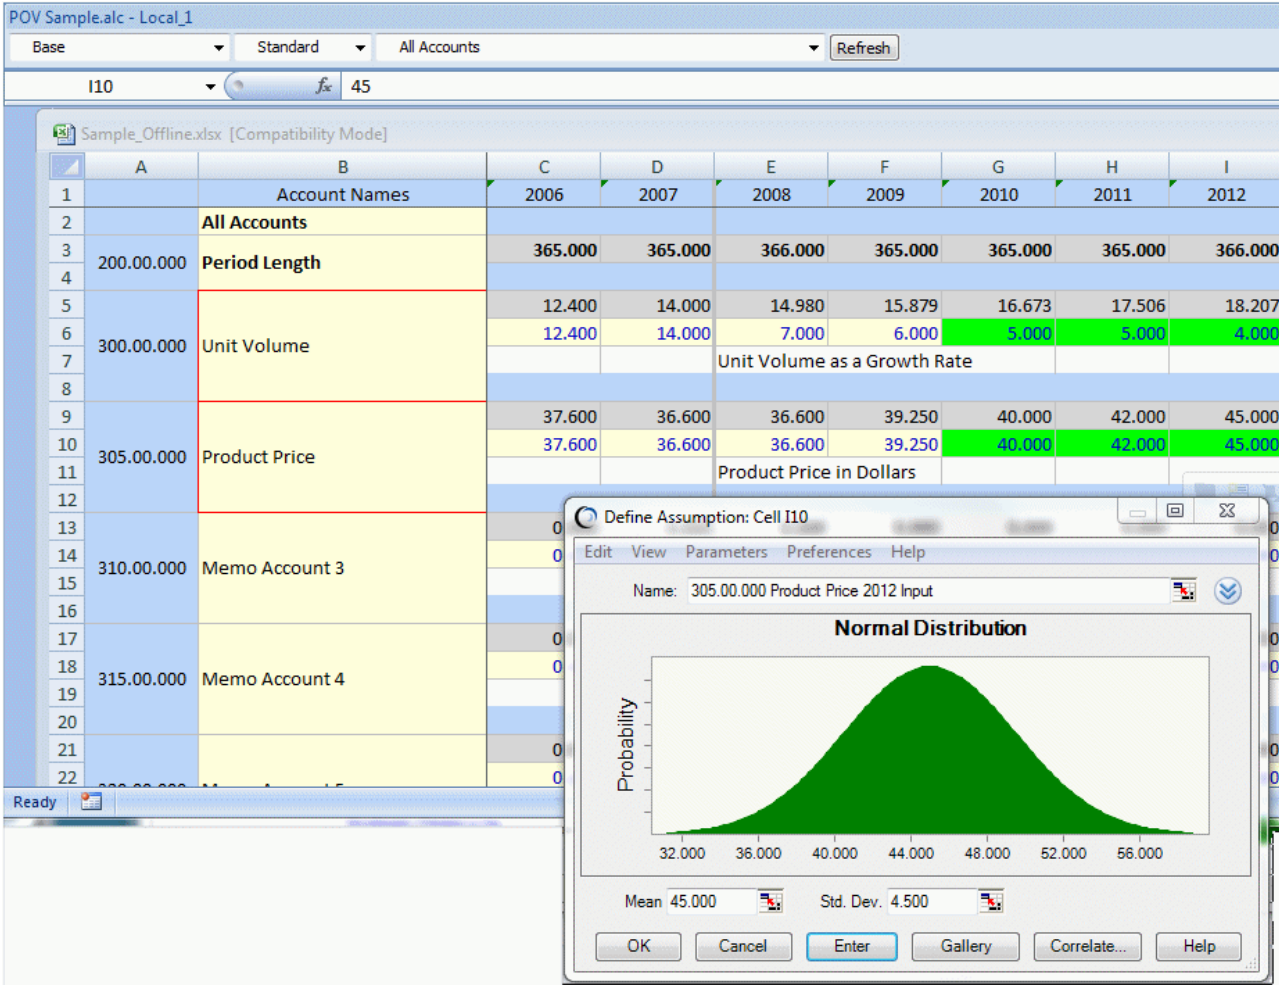 POV Sample.alc - Local_1
Base Standard All Accounts Refresh
I10 fx 45
Sample_Offline.xlsx [Compatibility Mode]
A B C D E F G H I
1 Account Names 2006 2007 2008 2009 2010 2011 2012
2 All Accounts
3 365.000 365.000 366.000 365.000 365.000 365.000 366.000
200.00.000 Period Length
4
5 12.400 14.000 14.980 15.879 16.673 17.506 18.207
6 12.400 14.000 7.000 6.000 5.000 5.000 4.000
300.00.000 Unit Volume
7 Unit Volume as a Growth Rate
8
9 37.600 36.600 36.600 39.250 40.000 42.000 45.000
10 37.600 36.600 36.600 39.250 40.000 42.000 45.000
305.00.000 Product Price
11 Product Price in Dollars
12
13 0
14 0
310.00.000 Memo Account 3
15
16
17 0
18 0
315.00.000 Memo Account 4
19
20
21 0
22 0
Ready
Define Assumption: Cell I10
Edit View Parameters Preferences Help
Name: 305.00.000 Product Price 2012 Input
Normal Distribution
Probability
32.000 36.000 40.000 44.000 48.000 52.000 56.000
Mean 45.000 Std. Dev. 4.500
OK Cancel Enter Gallery Correlate... Help